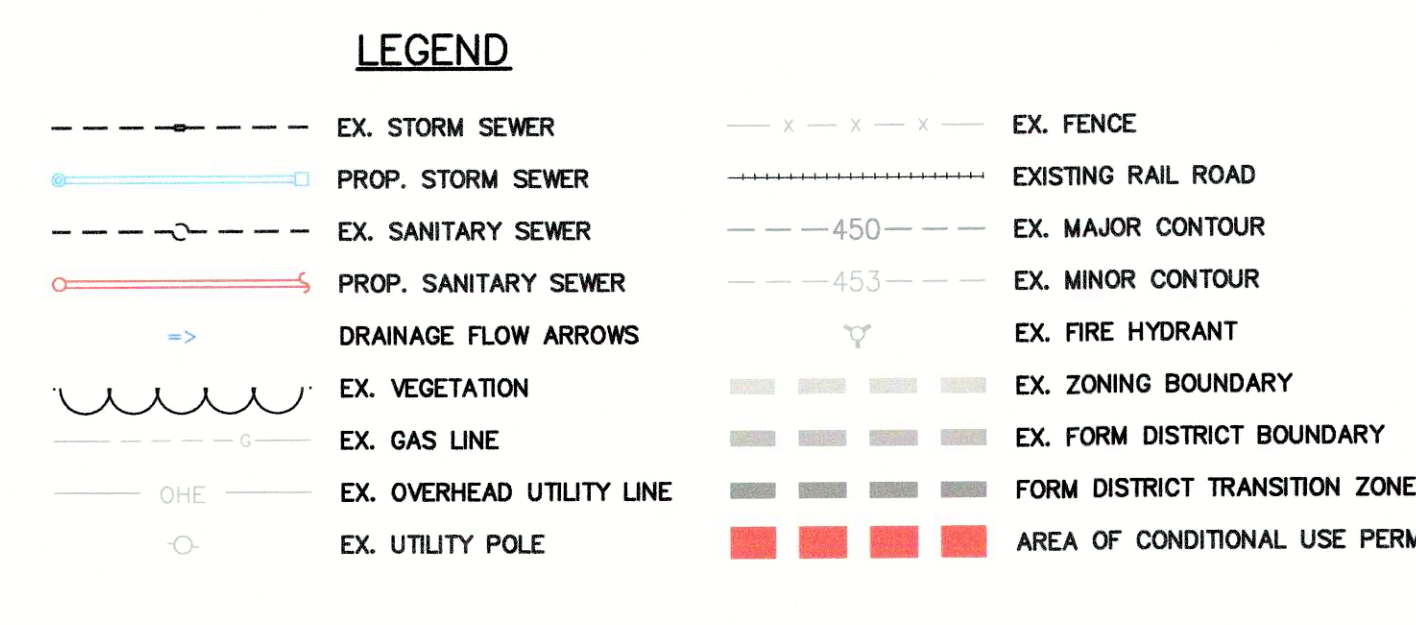 LEGEND
EX. STORM SEWER
PROP. STORM SEWER
EX. SANITARY SEWER
PROP. SANITARY SEWER
=> DRAINAGE FLOW ARROWS
EX. VEGETATION
G EX. GAS LINE
OHE EX. OVERHEAD UTILITY LINE
EX. UTILITY POLE
X X X EX. FENCE
EXISTING RAIL ROAD
450 EX. MAJOR CONTOUR
453 EX. MINOR CONTOUR
EX. FIRE HYDRANT
EX. ZONING BOUNDARY
EX. FORM DISTRICT BOUNDARY
FORM DISTRICT TRANSITION ZONE
AREA OF CONDITIONAL USE PERM